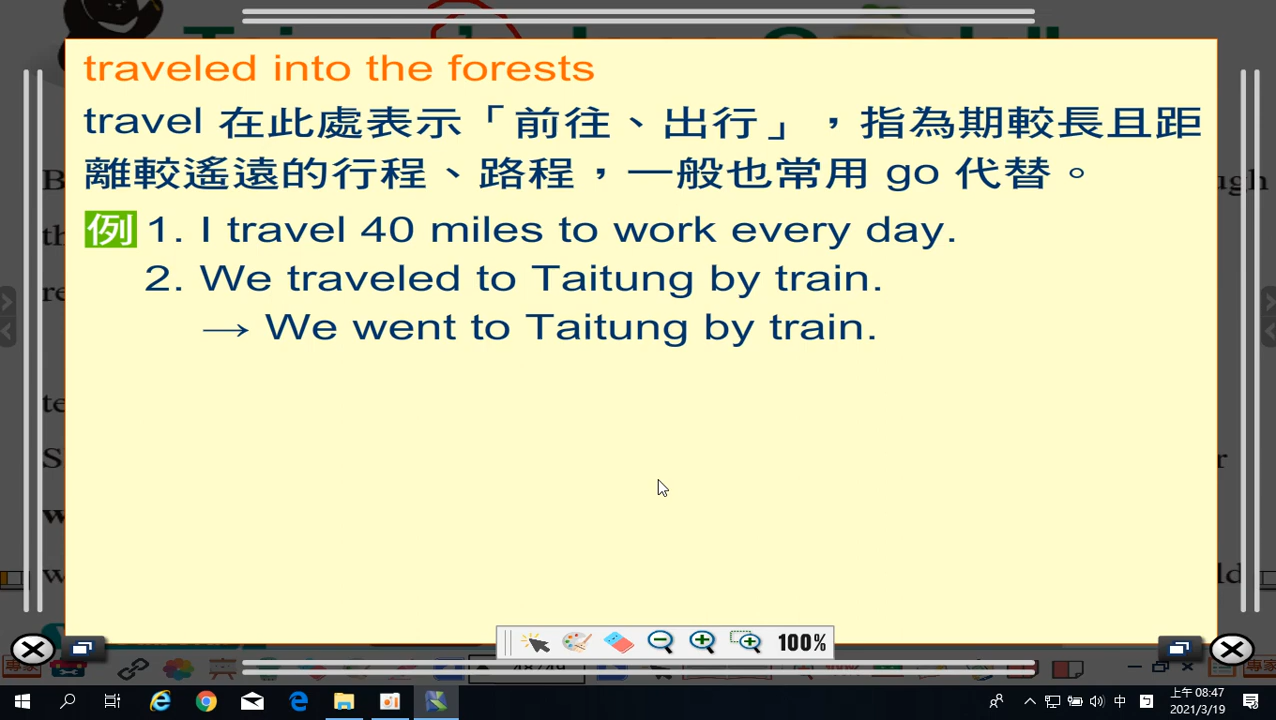 traveled into the forests
travel 在此處表示「前往、出行」，指為期較長且距
離較遙遠的行程、路程，一般也常用 go 代替。
例 1. I travel 40 miles to work every day.
2. We traveled to Taitung by train.
→ We went to Taitung by train.
100%
中
上午 08:47
2021/3/19